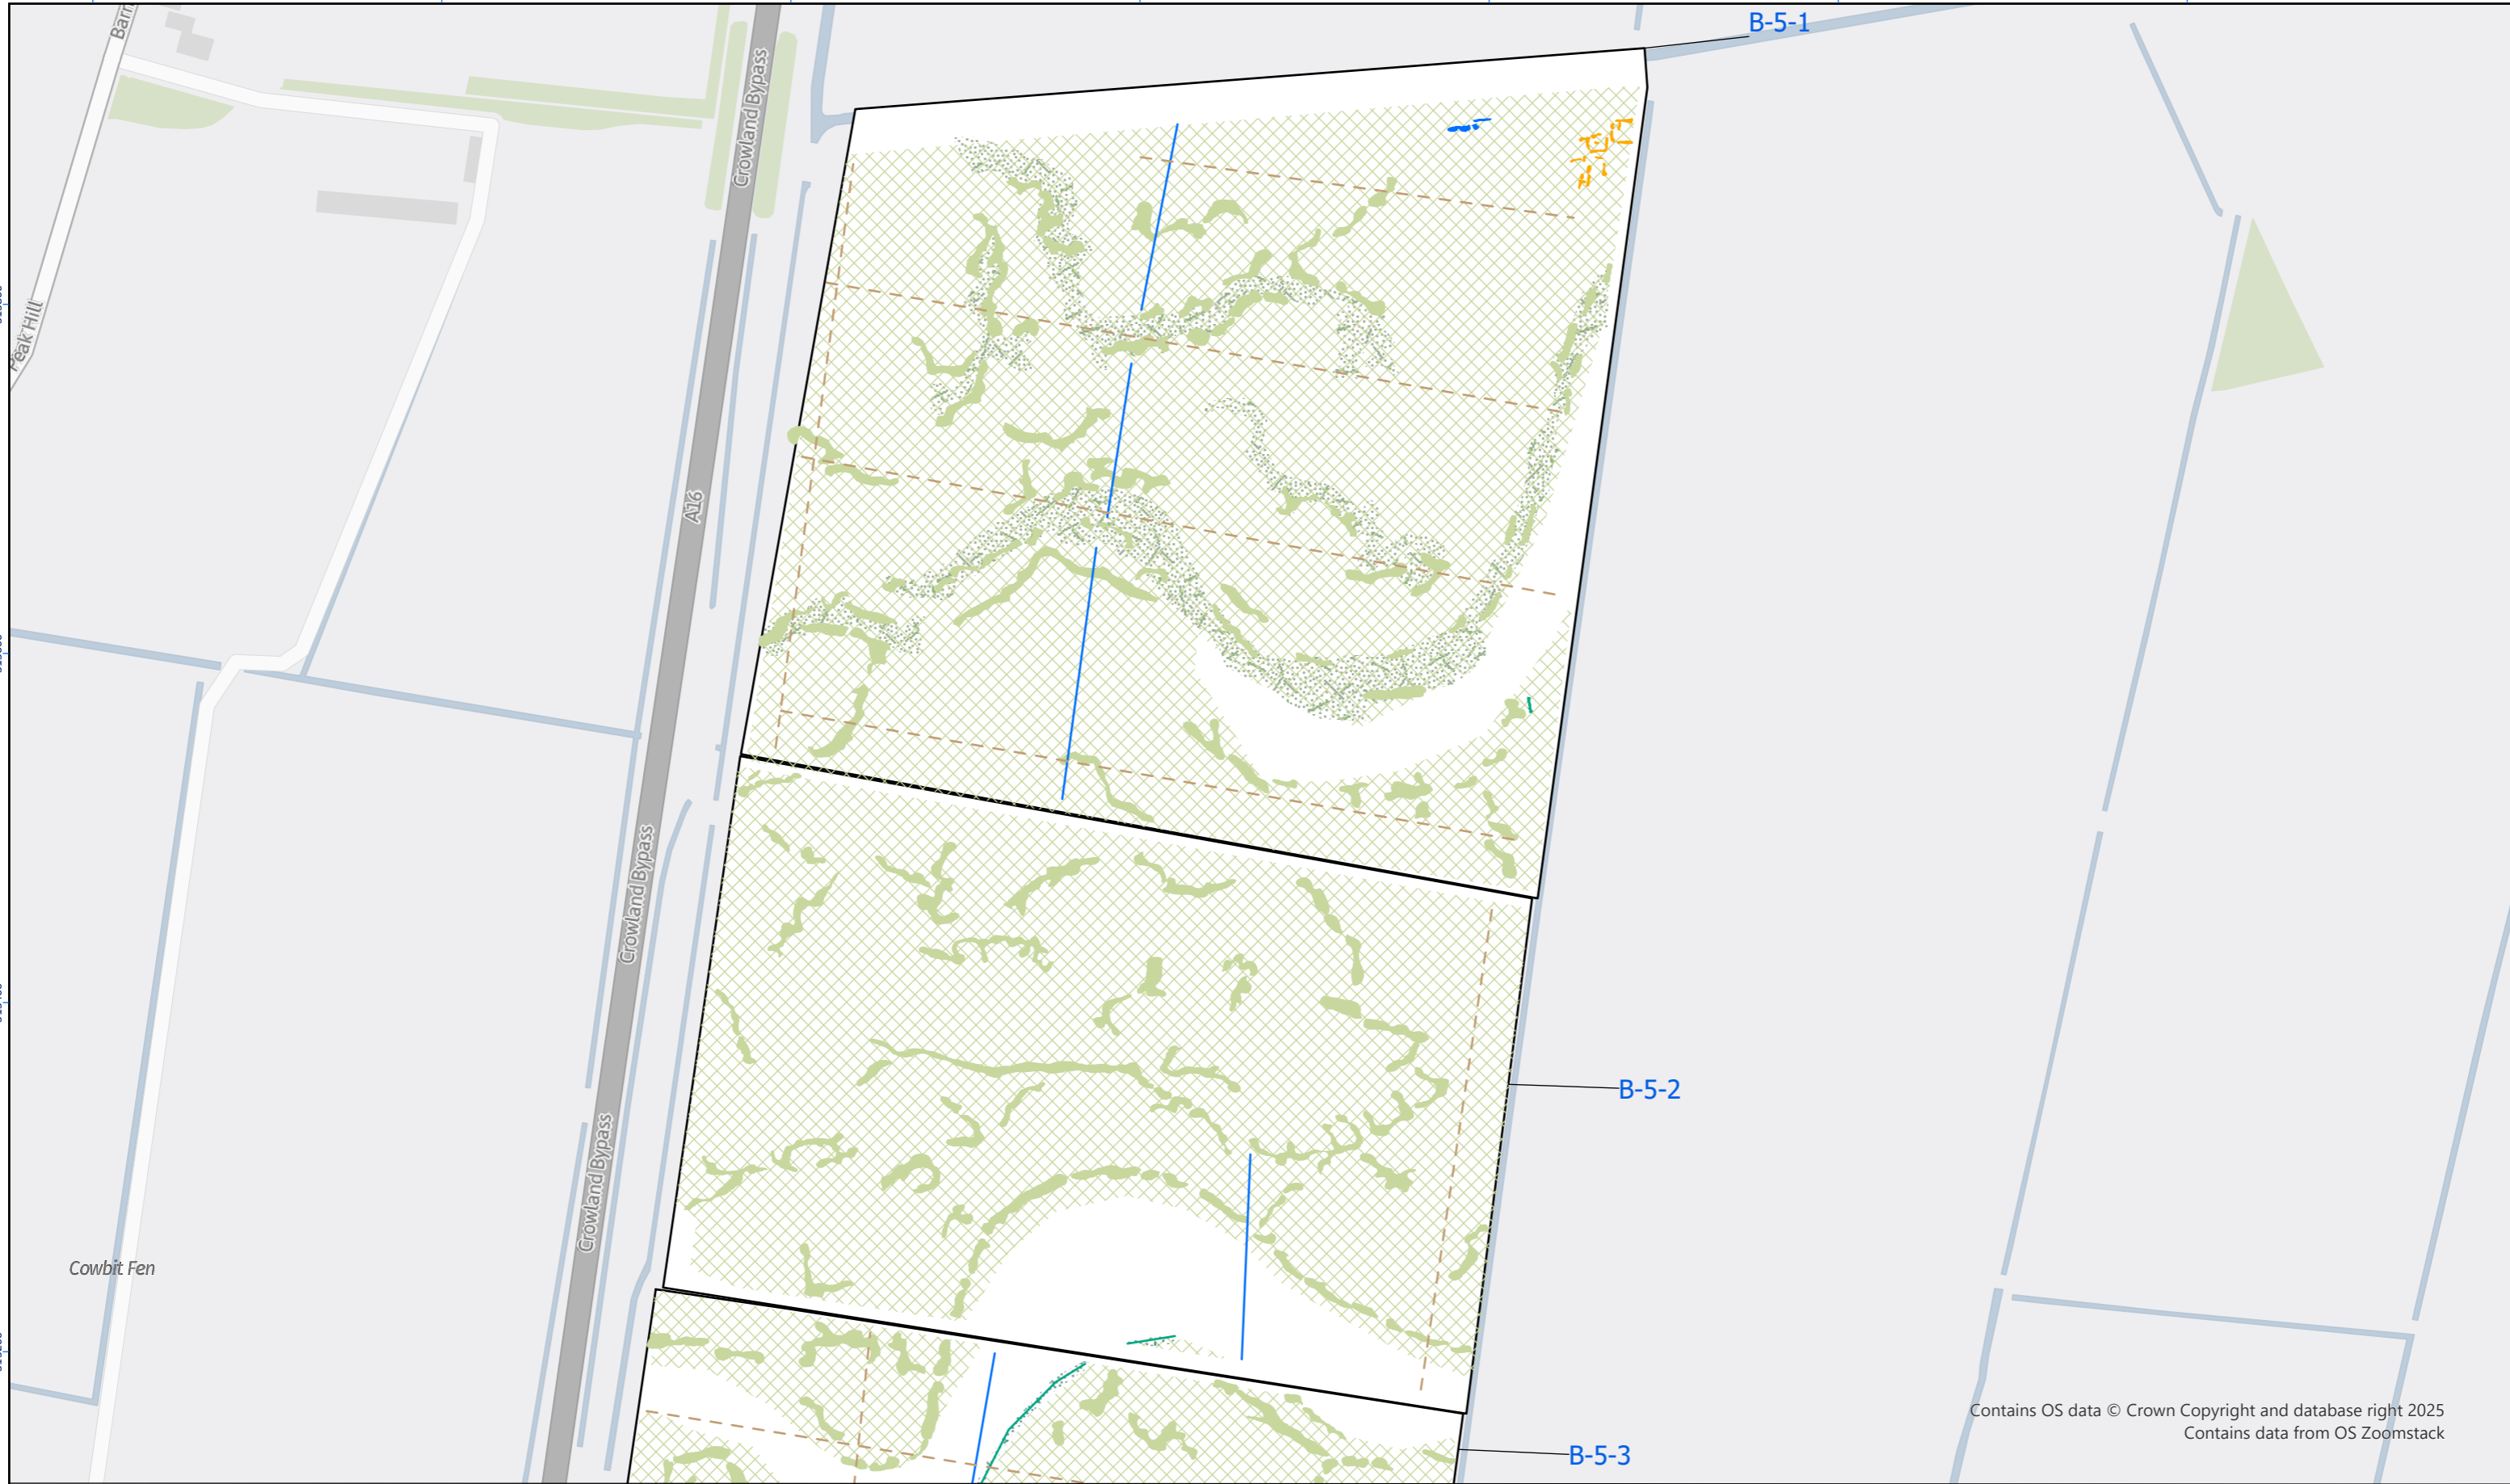 B-5-1
Crowland Bypass
Peak Hill
A16
Crowland Bypass
B-5-2
Crowland Bypass
Cowbit Fen
Contains OS data © Crown Copyright and database right 2025
Contains data from OS Zoomstack
B-5-3